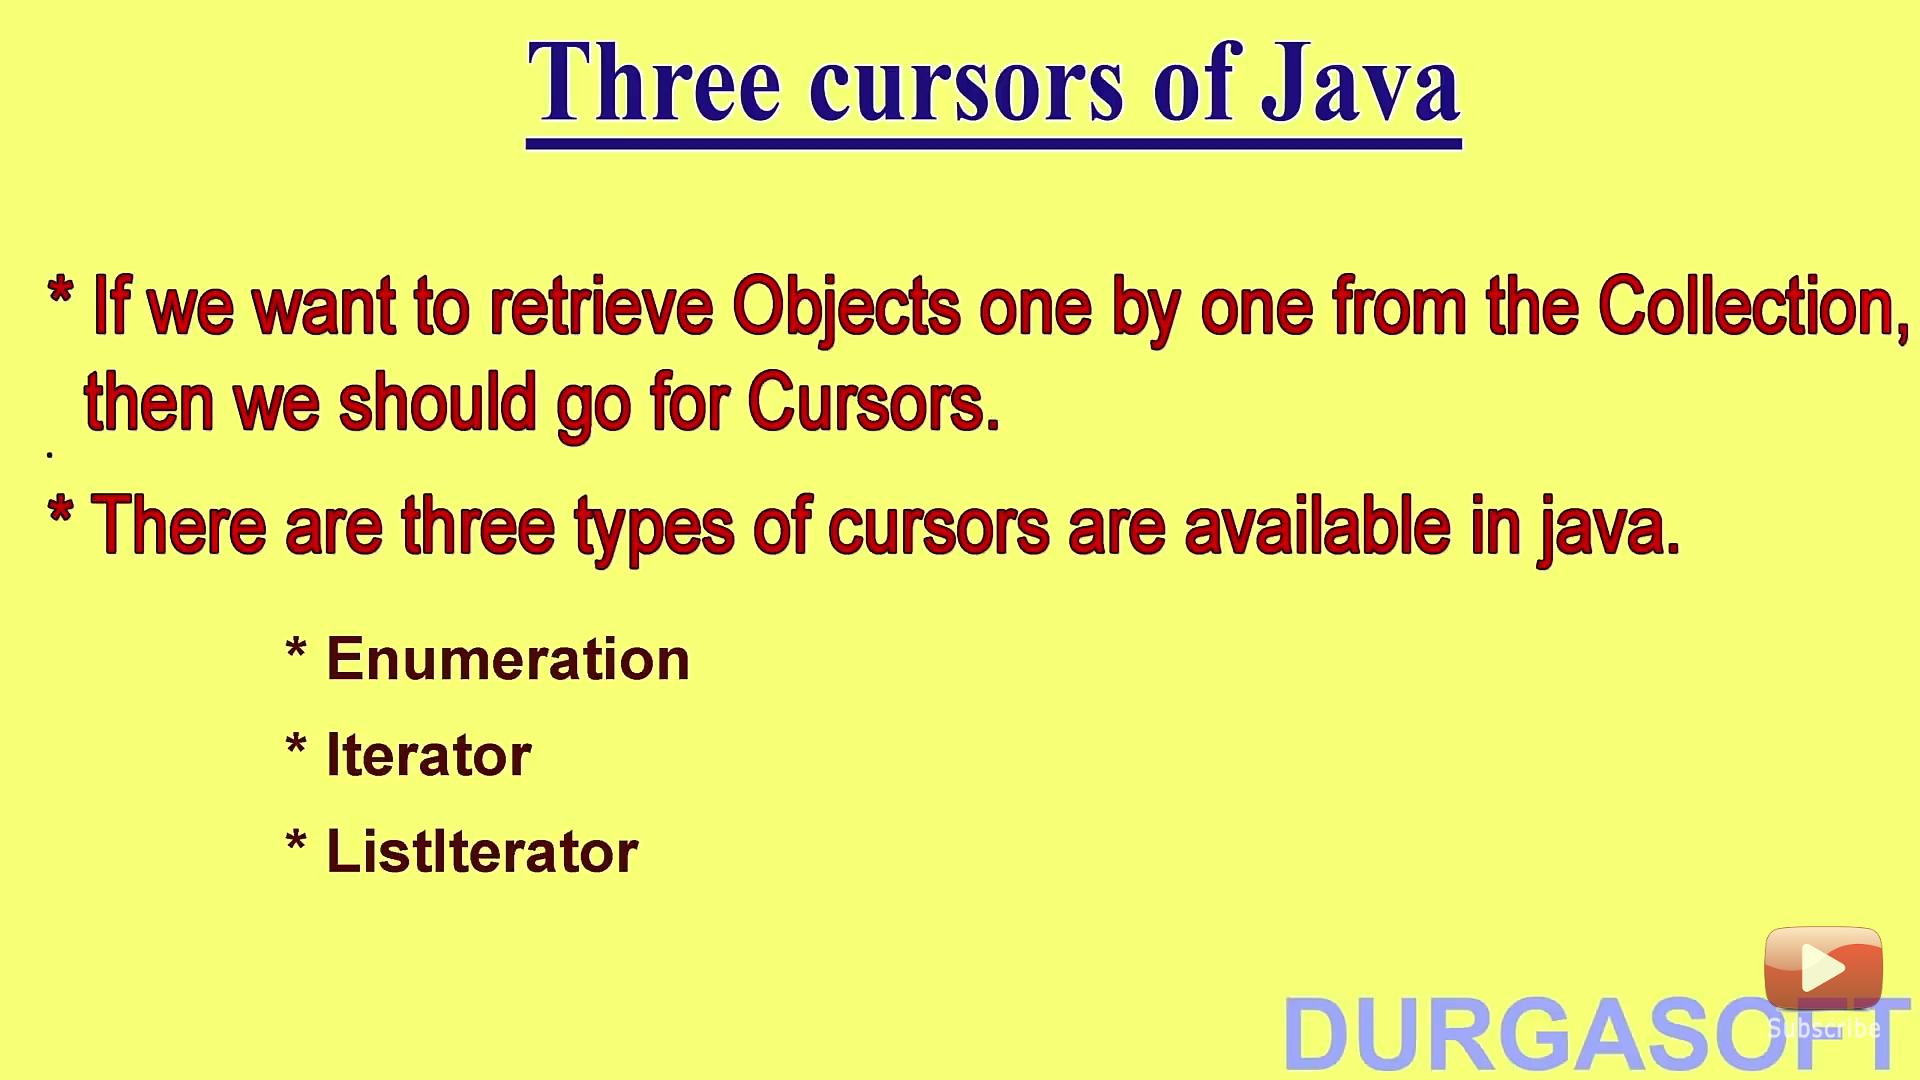 Three cursors of Java
* If we want to retrieve Objects one by one from the Collection,
then we should go for Cursors.
.
* There are three types of cursors are available in java.
* Enumeration
* Iterator
* ListIterator
Subscribe
DURGASOFT